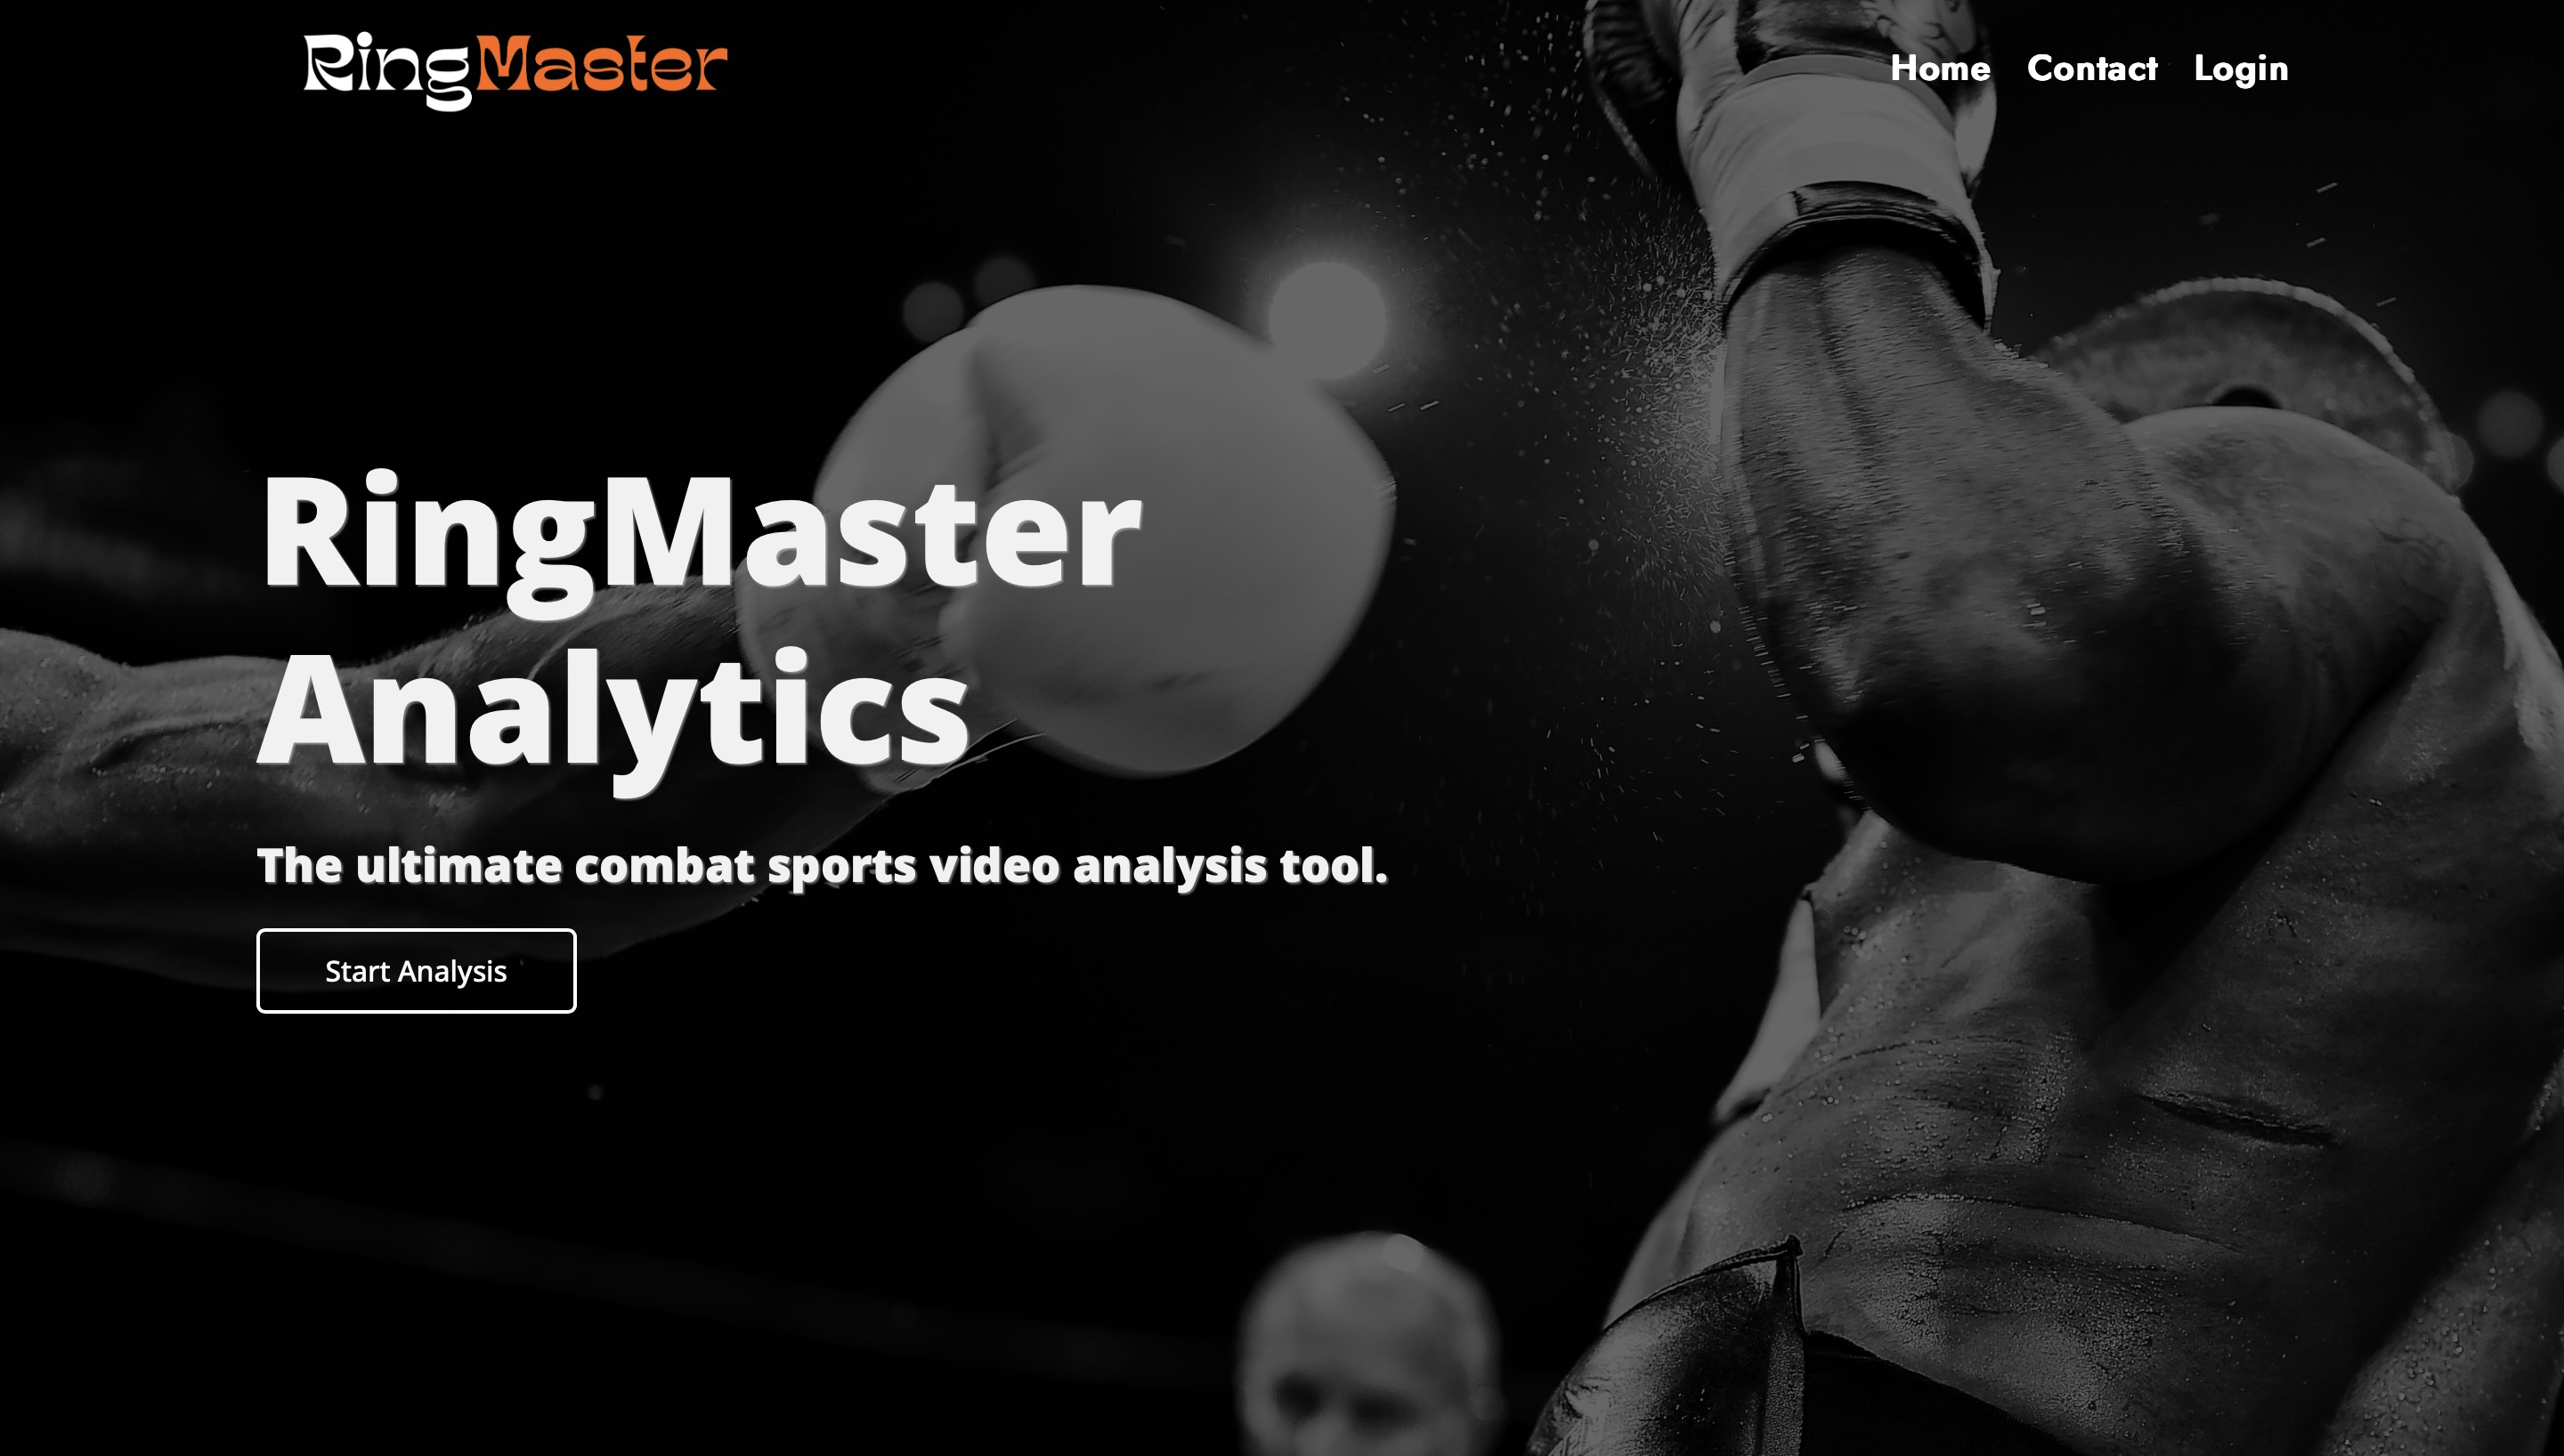 RingMaster
Home Contact Login
RingMaster
Analytics
The ultimate combat sports video analysis tool.
Start Analysis